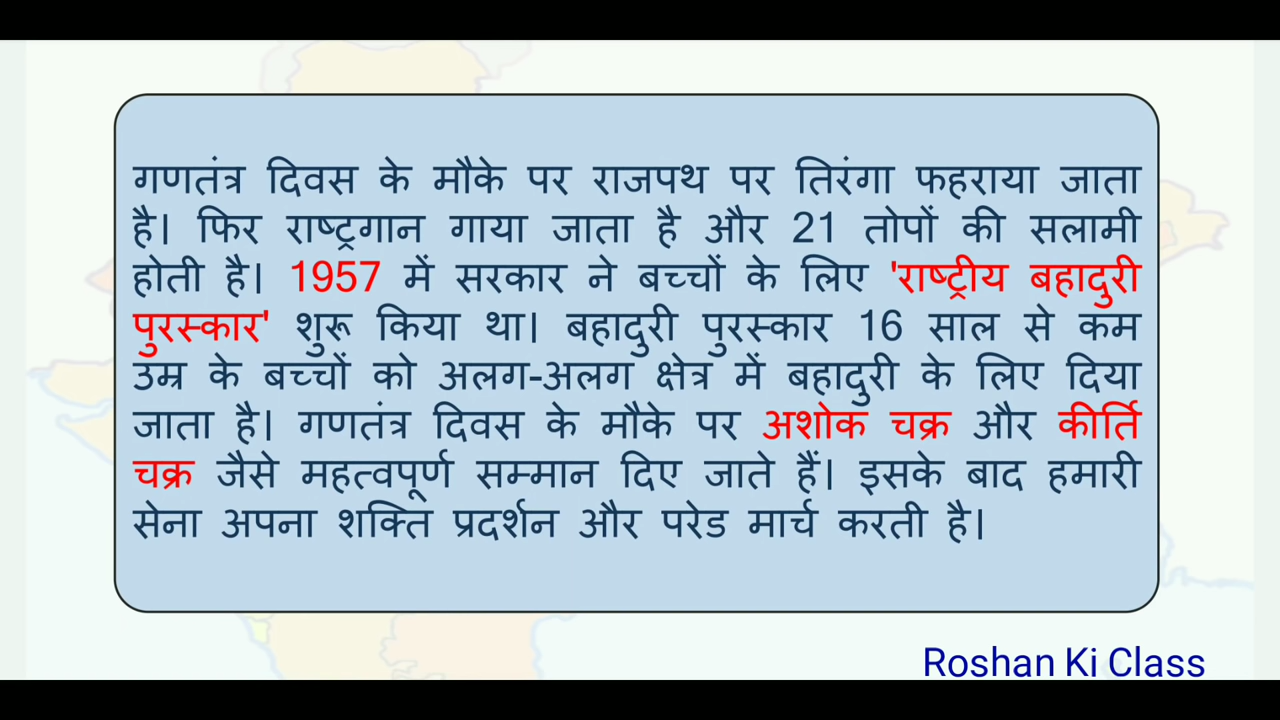 गणतंत्र दिवस के मौके पर राजपथ पर तिरंगा फहराया जाता
है। फिर राष्ट्रगान गाया जाता है और 21 तोपों की सलामी
होती है। 1957 में सरकार ने बच्चों के लिए 'राष्ट्रीय बहादुरी
पुरस्कार' शुरू किया था। बहादुरी पुरस्कार 16 साल से कम
उम्र के बच्चों को अलग-अलग क्षेत्र में बहादुरी के लिए दिया
जाता है। गणतंत्र दिवस के मौके पर अशोक चक्र और कीर्ति
चक्र जैसे महत्वपूर्ण सम्मान दिए जाते हैं। इसके बाद हमारी
सेना अपना शक्ति प्रदर्शन और परेड मार्च करती है।
Roshan Ki Class